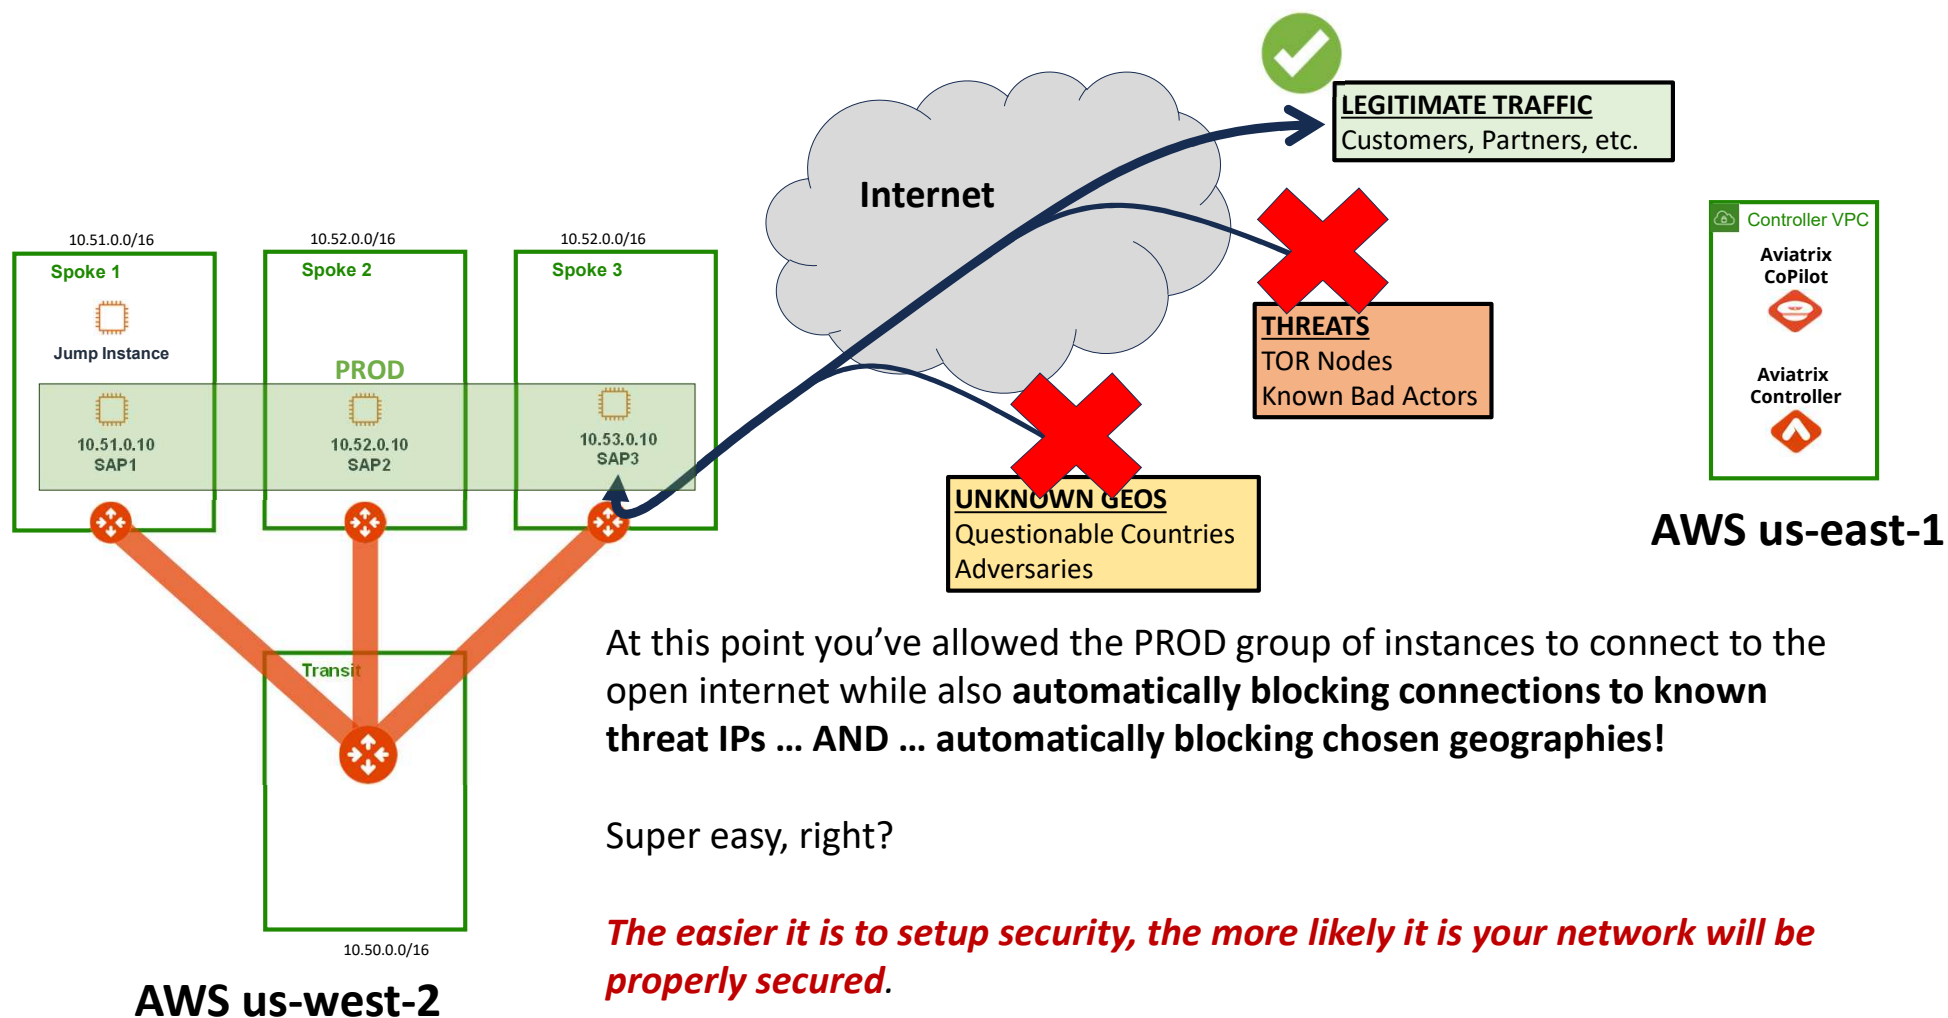 LEGITIMATE TRAFFIC
Customers, Partners, etc.
Internet
Controller VPC
Aviatrix
CoPilot
Aviatrix
Controller
AWS us-east-1
10.51.0.0/16
10.52.0.0/16
10.52.0.0/16
Spoke 1
Spoke 2
Spoke 3
Jump Instance
PROD
10.51.0.10
SAP1
10.52.0.10
SAP2
10.53.0.10
SAP3
THREATS
TOR Nodes
Known Bad Actors
UNKNOWN GEOS
Questionable Countries
Adversaries
Transit
10.50.0.0/16
AWS us-west-2
At this point you’ve allowed the PROD group of instances to connect to the
open internet while also automatically blocking connections to known
threat IPs … AND … automatically blocking chosen geographies!
Super easy, right?
The easier it is to setup security, the more likely it is your network will be
properly secured.